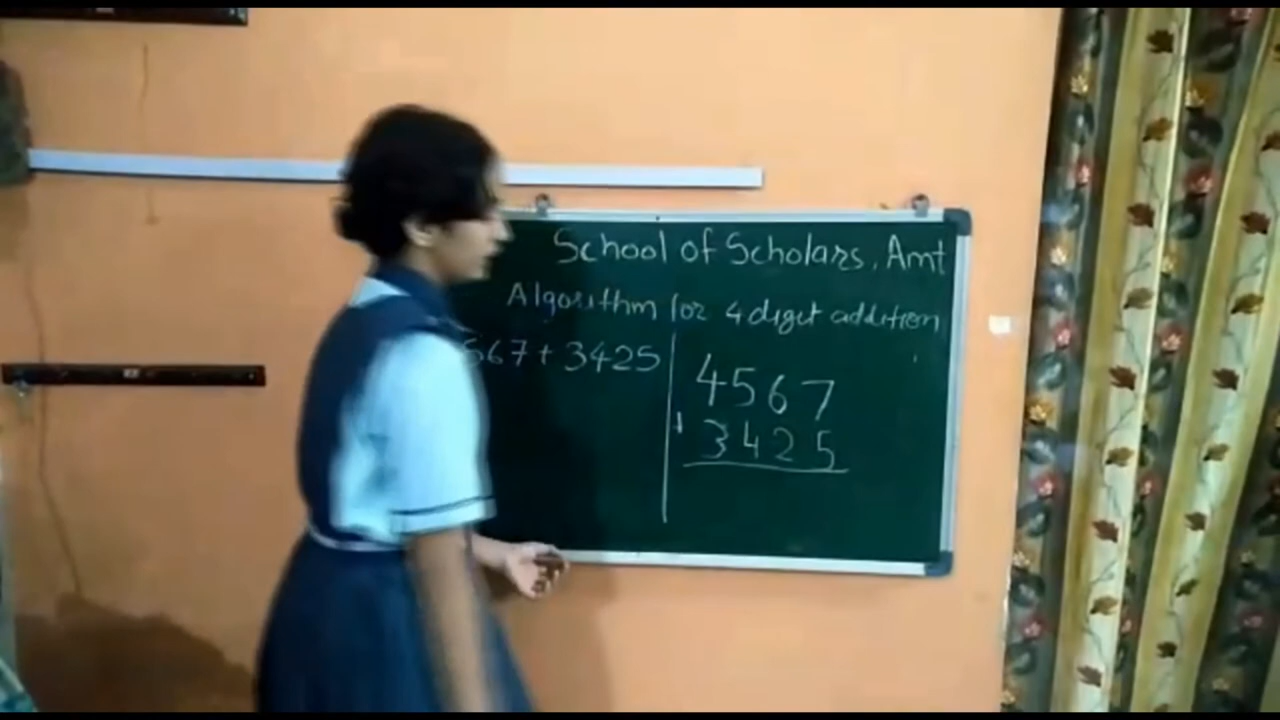 School of Scholars, Amt
Algorithm for 4 digit addition
567 + 3425
4567
+ 3425